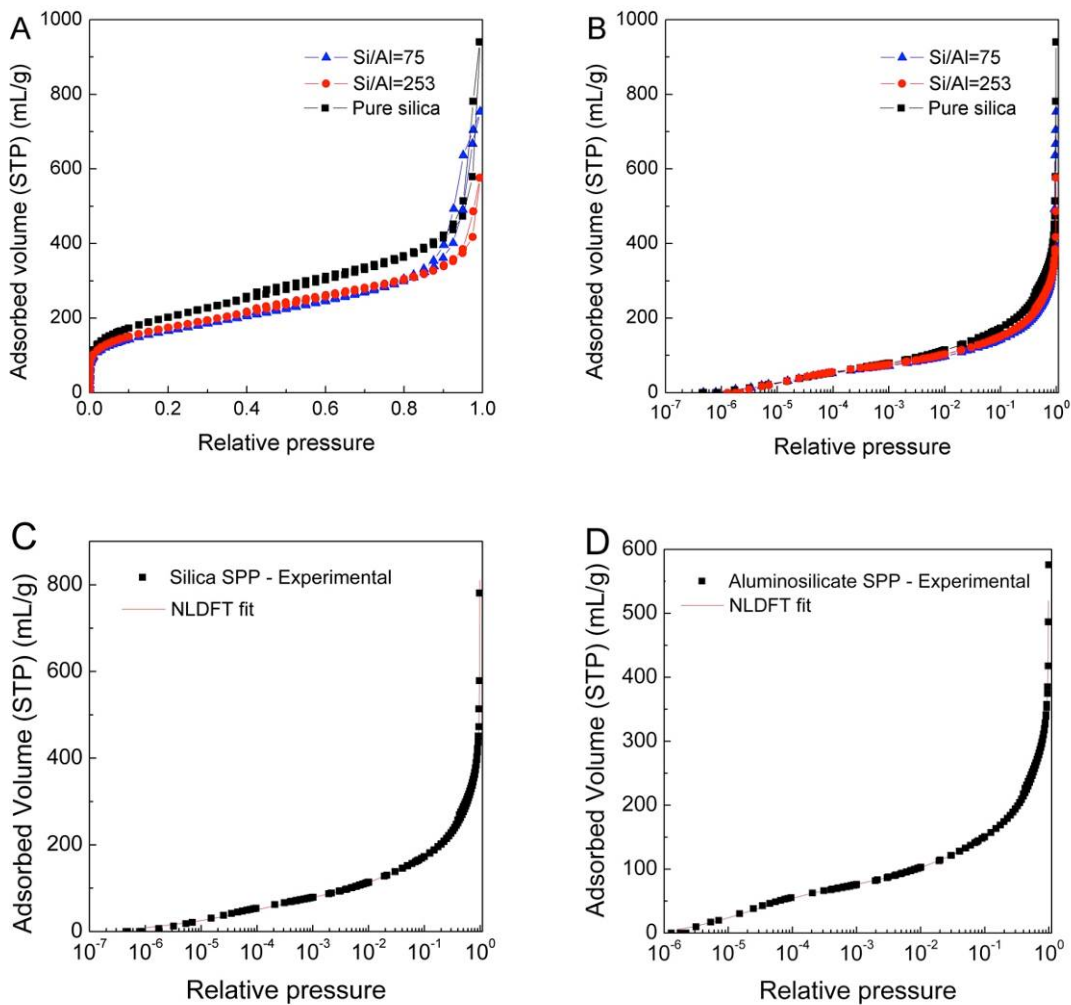 A
Adsorbed volume (STP) (mL/g)
1000
800
600
400
200
0
Si/Al=75
Si/Al=253
Pure silica
0.0 0.2 0.4 0.6 0.8 1.0
Relative pressure
B
Adsorbed volume (STP) (mL/g)
1000
800
600
400
200
0
Si/Al=75
Si/Al=253
Pure silica
10⁻⁷ 10⁻⁶ 10⁻⁵ 10⁻⁴ 10⁻³ 10⁻² 10⁻¹ 10⁰
Relative pressure
C
Adsorbed Volume (STP) (mL/g)
800
600
400
200
0
Silica SPP - Experimental
NLDFT fit
10⁻⁷ 10⁻⁶ 10⁻⁵ 10⁻⁴ 10⁻³ 10⁻² 10⁻¹ 10⁰
Relative pressure
D
Adsorbed Volume (STP) (mL/g)
600
500
400
300
200
100
0
Aluminosilicate SPP - Experimental
NLDFT fit
10⁻⁶ 10⁻⁵ 10⁻⁴ 10⁻³ 10⁻² 10⁻¹ 10⁰
Relative pressure